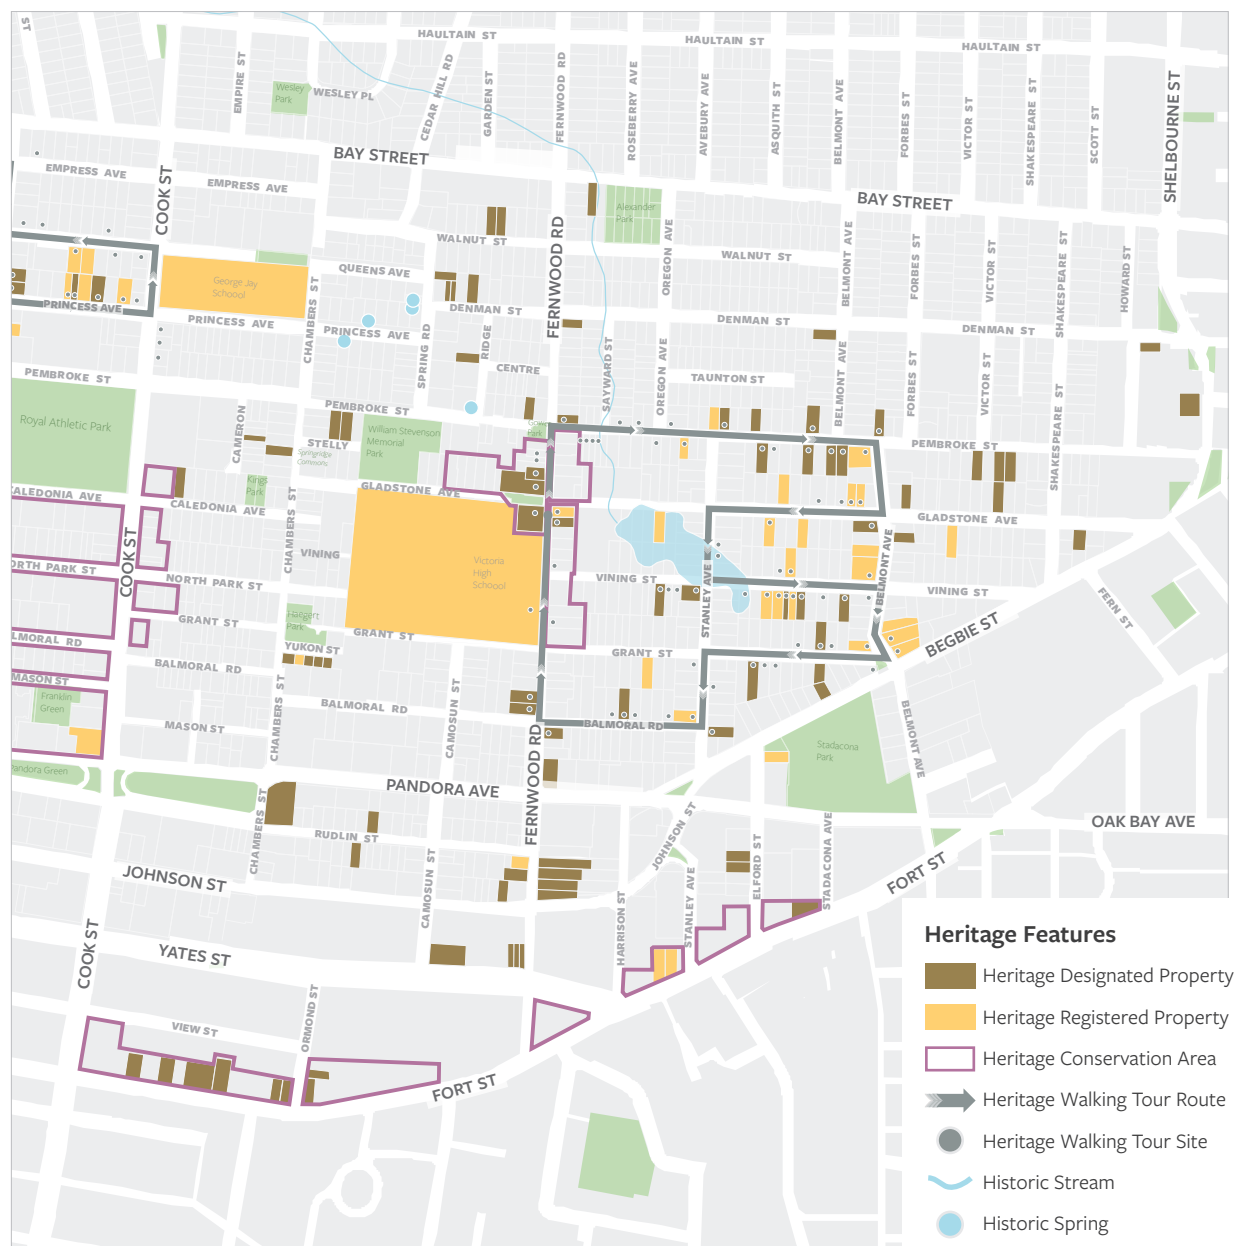 ST
HAULTAIN ST
HAULTAIN ST
HAULTAIN ST
EMPIRE ST
Wesley
Park
WESLEY PL
CEDAR HILL RD
GARDEN ST
FERNWOOD RD
ROSEBERRY AVE
AVEBURY AVE
ASQUITH ST
BELMONT AVE
FORBES ST
VICTOR ST
SHAKESPEARE ST
SCOTT ST
SHELBOURNE ST
BAY STREET
EMPRESS AVE
EMPRESS AVE
COOK ST
BAY STREET
Alexander
Park
FERNWOOD RD
WALNUT ST
WALNUT ST
OREGON AVE
BELMONT AVE
FORBES ST
VICTOR ST
SHAKESPEARE ST
HOWARD ST
QUEENS AVE
George Jay
Schoool
CHAMBERS ST
PRINCESS AVE
PRINCESS AVE
PRINCESS AVE
DENMAN ST
DENMAN ST
DENMAN ST
SPRING RD
RIDGE
CENTRE
SAYWARD ST
OREGON AVE
TAUNTON ST
BELMONT AVE
FORBES ST
VICTOR ST
SHAKESPEARE ST
PEMBROKE ST
PEMBROKE ST
PEMBROKE ST
Royal Athletic Park
CAMERON
STELLY
Springridge
Commons
William Stevenson
Memorial
Park
Kings
Park
GLADSTONE AVE
GLADSTONE AVE
CALEDONIA AVE
CALEDONIA AVE
CHAMBERS ST
VINING
Victoria
High
Schoool
COOK ST
ORTH PARK ST
NORTH PARK ST
VINING ST
VINING ST
STANLEY AVE
BELMONT AVE
FERN ST
BEGBIE ST
GRANT ST
GRANT ST
GRANT ST
Haegert
Park
YUKON ST
LMORAL RD
BALMORAL RD
BALMORAL RD
BALMORAL RD
MASON ST
MASON ST
Franklin
Green
CHAMBERS ST
CAMOSUN ST
FERNWOOD RD
BELMONT AVE
Stadacona
Park
Pandora Green
PANDORA AVE
OAK BAY AVE
CHAMBERS ST
RUDLIN ST
JOHNSON ST
JOHNSON ST
CAMOSUN ST
HARRISON ST
STANLEY AVE
ELFORD ST
STADACONA AVE
FORT ST
COOK ST
YATES ST
VIEW ST
ORMOND ST
FORT ST
Heritage Features
Heritage Designated Property
Heritage Registered Property
Heritage Conservation Area
Heritage Walking Tour Route
Heritage Walking Tour Site
Historic Stream
Historic Spring